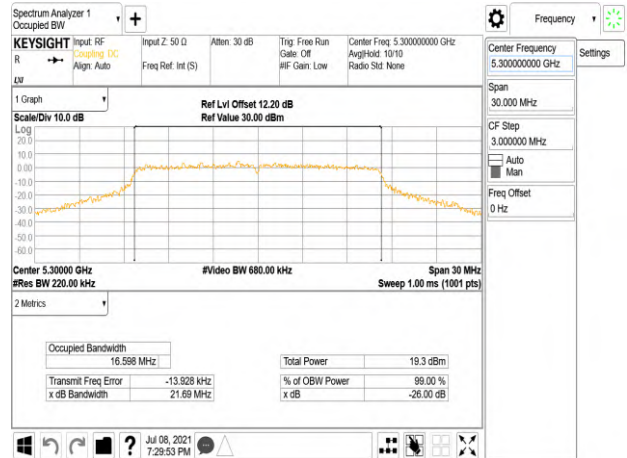 Spectrum Analyzer 1
Occupied BW
Frequency
KEYSIGHT
R
LXI
Input: RF
Coupling: DC
Align: Auto
Input Z: 50 Ω
Freq Ref: Int (S)
Atten: 30 dB
Trig: Free Run
Gate: Off
#IF Gain: Low
Center Freq: 5.300000000 GHz
Avg|Hold: 10/10
Radio Std: None
Center Frequency
5.300000000 GHz
Settings
Span
30.000 MHz
CF Step
3.000000 MHz
Auto
Man
Freq Offset
0 Hz
1 Graph
Scale/Div 10.0 dB
Ref Lvl Offset 12.20 dB
Ref Value 30.00 dBm
Log
20.0
10.0
0.00
-10.0
-20.0
-30.0
-40.0
-50.0
-60.0
Center 5.30000 GHz
#Video BW 680.00 kHz
Span 30 MHz
#Res BW 220.00 kHz
Sweep 1.00 ms (1001 pts)
2 Metrics
Occupied Bandwidth
16.598 MHz
Total Power 19.3 dBm
Transmit Freq Error -13.928 kHz
% of OBW Power 99.00 %
x dB Bandwidth 21.69 MHz
x dB -26.00 dB
?
Jul 08, 2021
7:29:53 PM